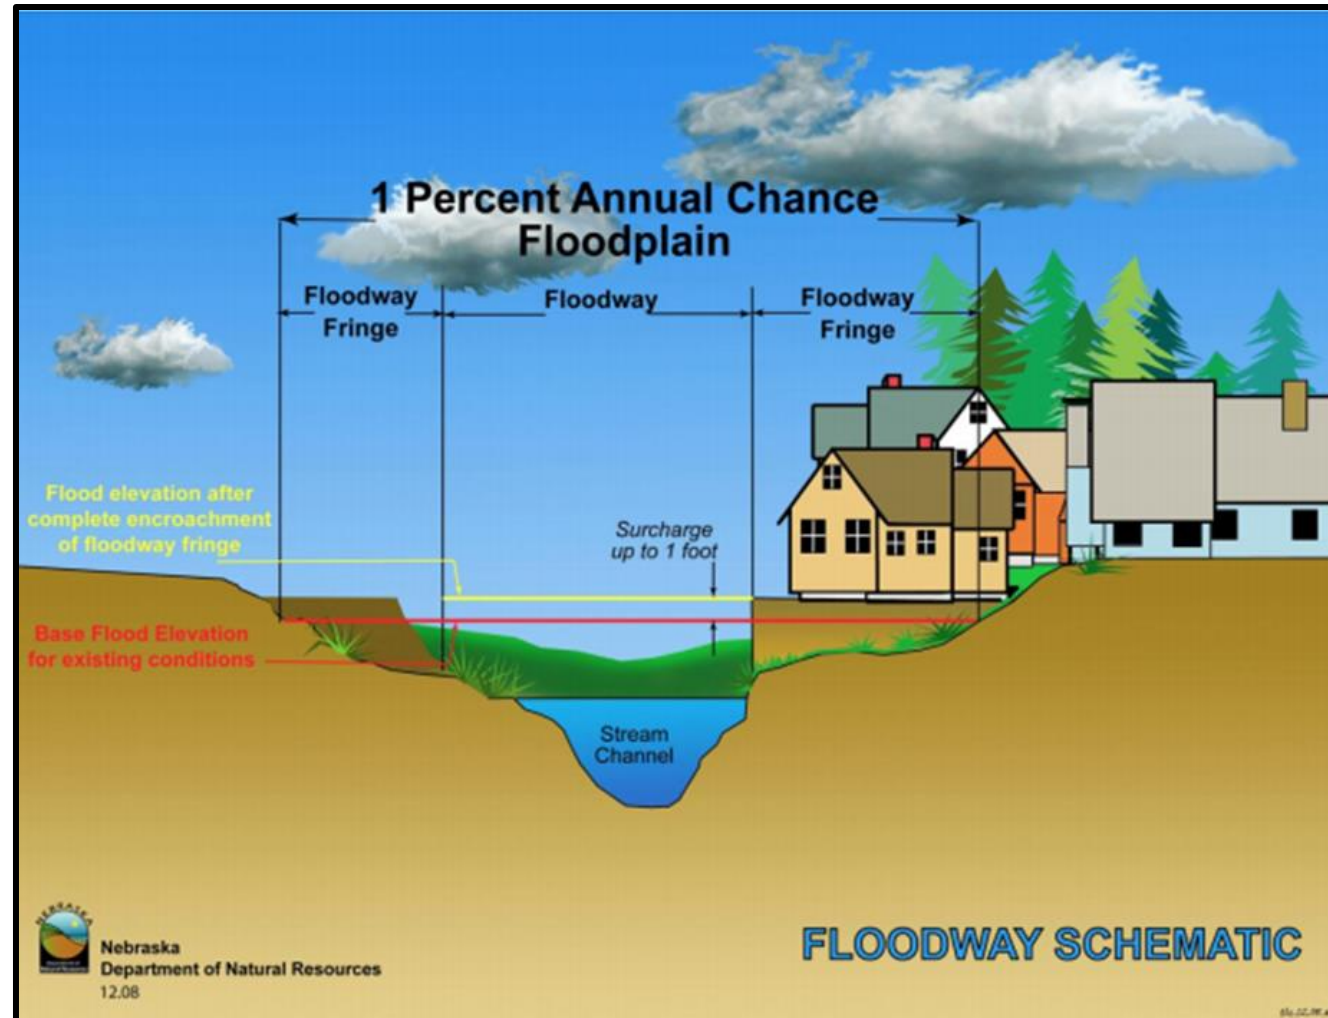 1 Percent Annual Chance
Floodplain
Floodway
Fringe
Floodway
Floodway
Fringe
Flood elevation after
complete encroachment
of floodway fringe
Surcharge
up to 1 foot
Base Flood Elevation
for existing conditions
Stream
Channel
NEBRASKA
Nebraska
Department of Natural Resources
12.08
FLOODWAY SCHEMATIC